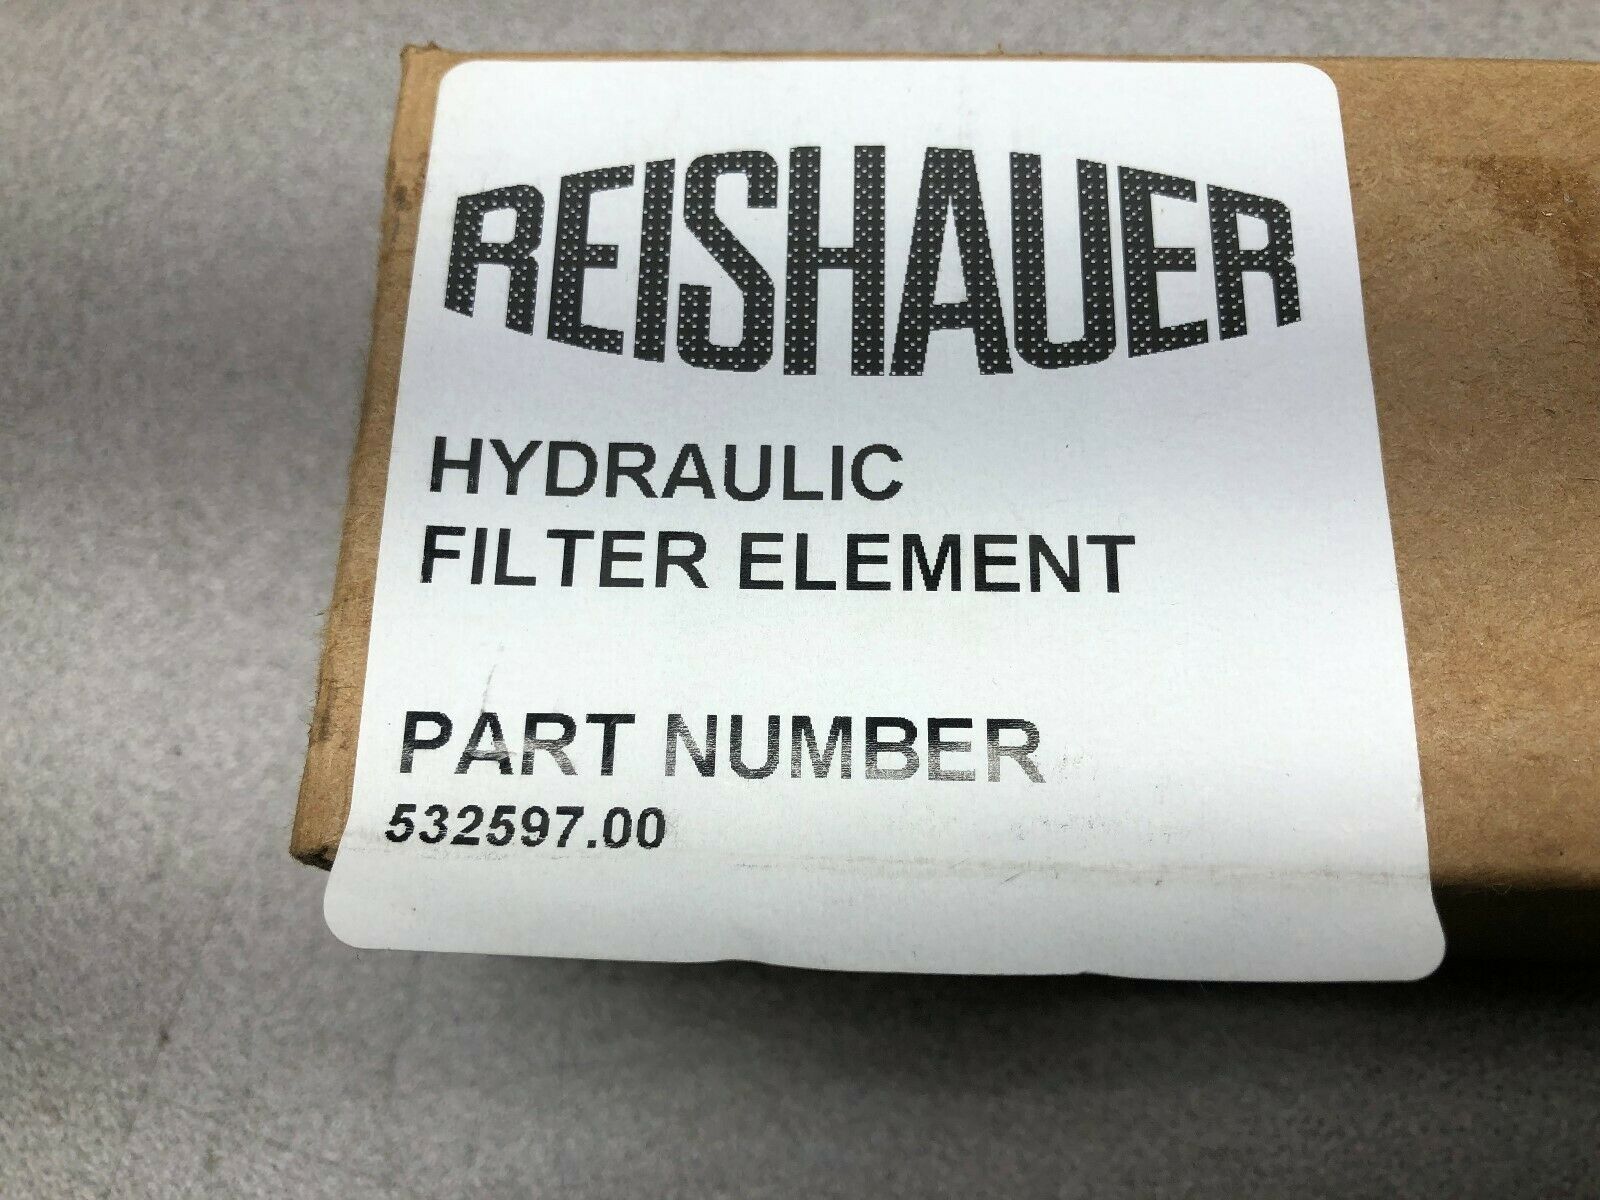 REISHAUER
HYDRAULIC
FILTER ELEMENT
PART NUMBER
532597.00